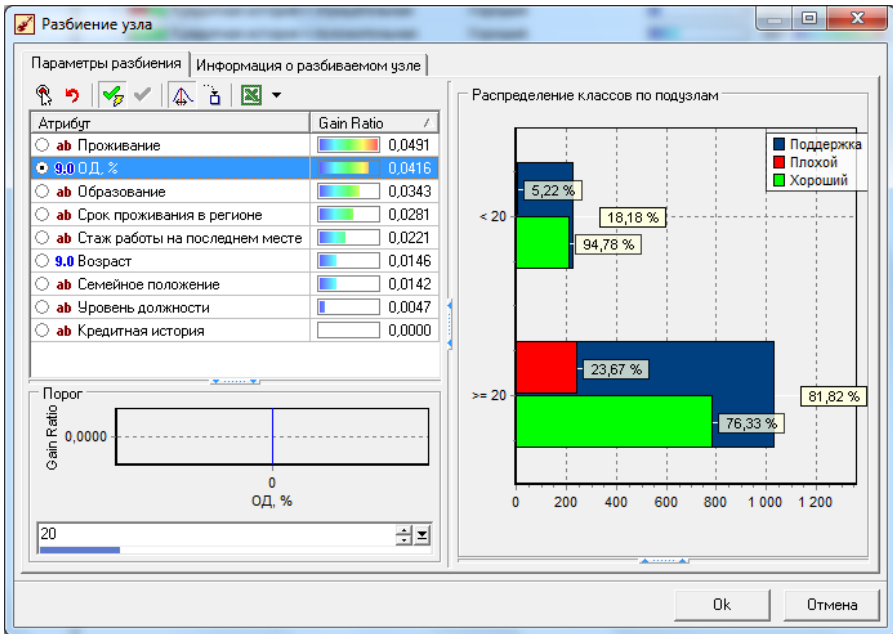 Разбиение узла
Параметры разбиения
Информация о разбиваемом узле
Атрибут Gain Ratio /
ab Проживание 0,0491
9.0 ОД, % 0,0416
ab Образование 0,0343
ab Срок проживания в регионе 0,0281
ab Стаж работы на последнем месте 0,0221
9.0 Возраст 0,0146
ab Семейное положение 0,0142
ab Уровень должности 0,0047
ab Кредитная история 0,0000
Порог
Gain Ratio
0,0000
0
ОД, %
20
Распределение классов по подузлам
Поддержка
Плохой
Хороший
5,22 %
< 20
18,18 %
94,78 %
23,67 %
>= 20
81,82 %
76,33 %
0 200 400 600 800 1 000 1 200
Ok
Отмена